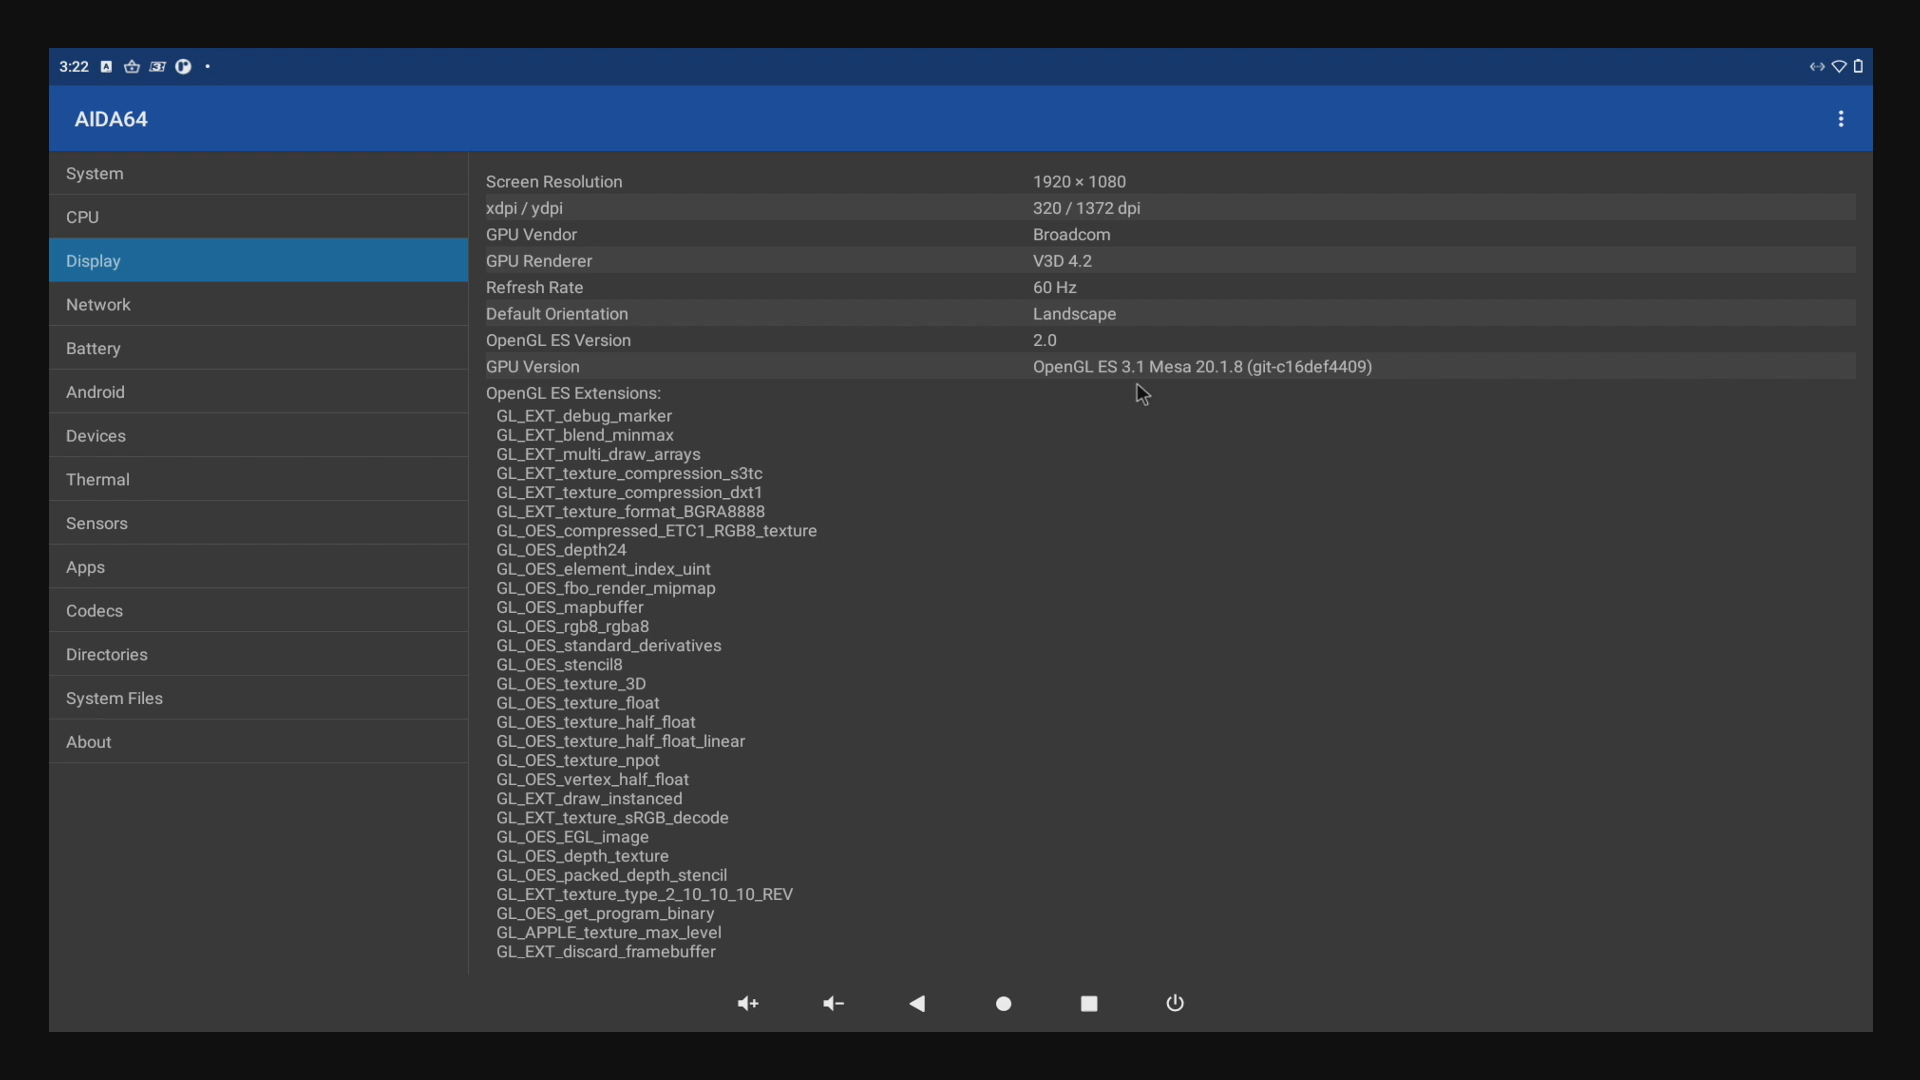 3:22
AIDA64
System
CPU
Display
Network
Battery
Android
Devices
Thermal
Sensors
Apps
Codecs
Directories
System Files
About
Screen Resolution 1920 × 1080
xdpi / ydpi 320 / 1372 dpi
GPU Vendor Broadcom
GPU Renderer V3D 4.2
Refresh Rate 60 Hz
Default Orientation Landscape
OpenGL ES Version 2.0
GPU Version OpenGL ES 3.1 Mesa 20.1.8 (git-c16def4409)
OpenGL ES Extensions:
GL_EXT_debug_marker
GL_EXT_blend_minmax
GL_EXT_multi_draw_arrays
GL_EXT_texture_compression_s3tc
GL_EXT_texture_compression_dxt1
GL_EXT_texture_format_BGRA8888
GL_OES_compressed_ETC1_RGB8_texture
GL_OES_depth24
GL_OES_element_index_uint
GL_OES_fbo_render_mipmap
GL_OES_mapbuffer
GL_OES_rgb8_rgba8
GL_OES_standard_derivatives
GL_OES_stencil8
GL_OES_texture_3D
GL_OES_texture_float
GL_OES_texture_half_float
GL_OES_texture_half_float_linear
GL_OES_texture_npot
GL_OES_vertex_half_float
GL_EXT_draw_instanced
GL_EXT_texture_sRGB_decode
GL_OES_EGL_image
GL_OES_depth_texture
GL_OES_packed_depth_stencil
GL_EXT_texture_type_2_10_10_10_REV
GL_OES_get_program_binary
GL_APPLE_texture_max_level
GL_EXT_discard_framebuffer